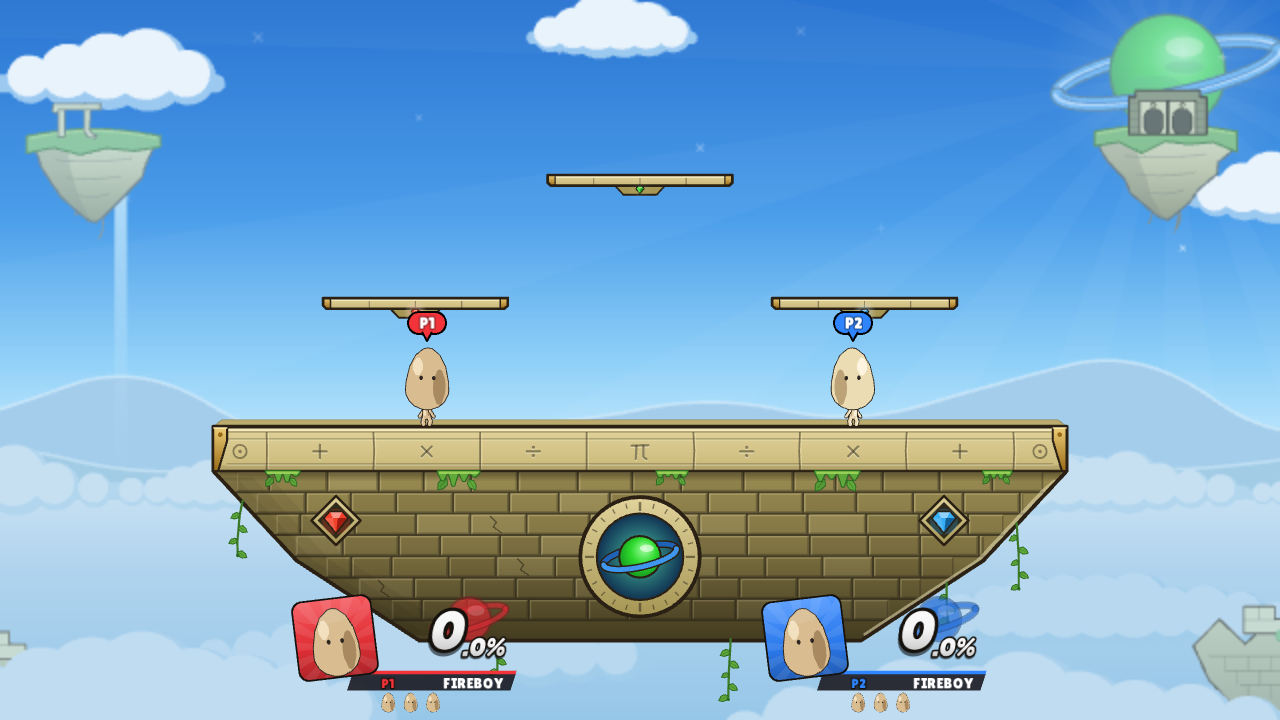 P1
P2
+ × ÷ π ÷ × +
0.0%
P1 FIREBOY
0.0%
P2 FIREBOY